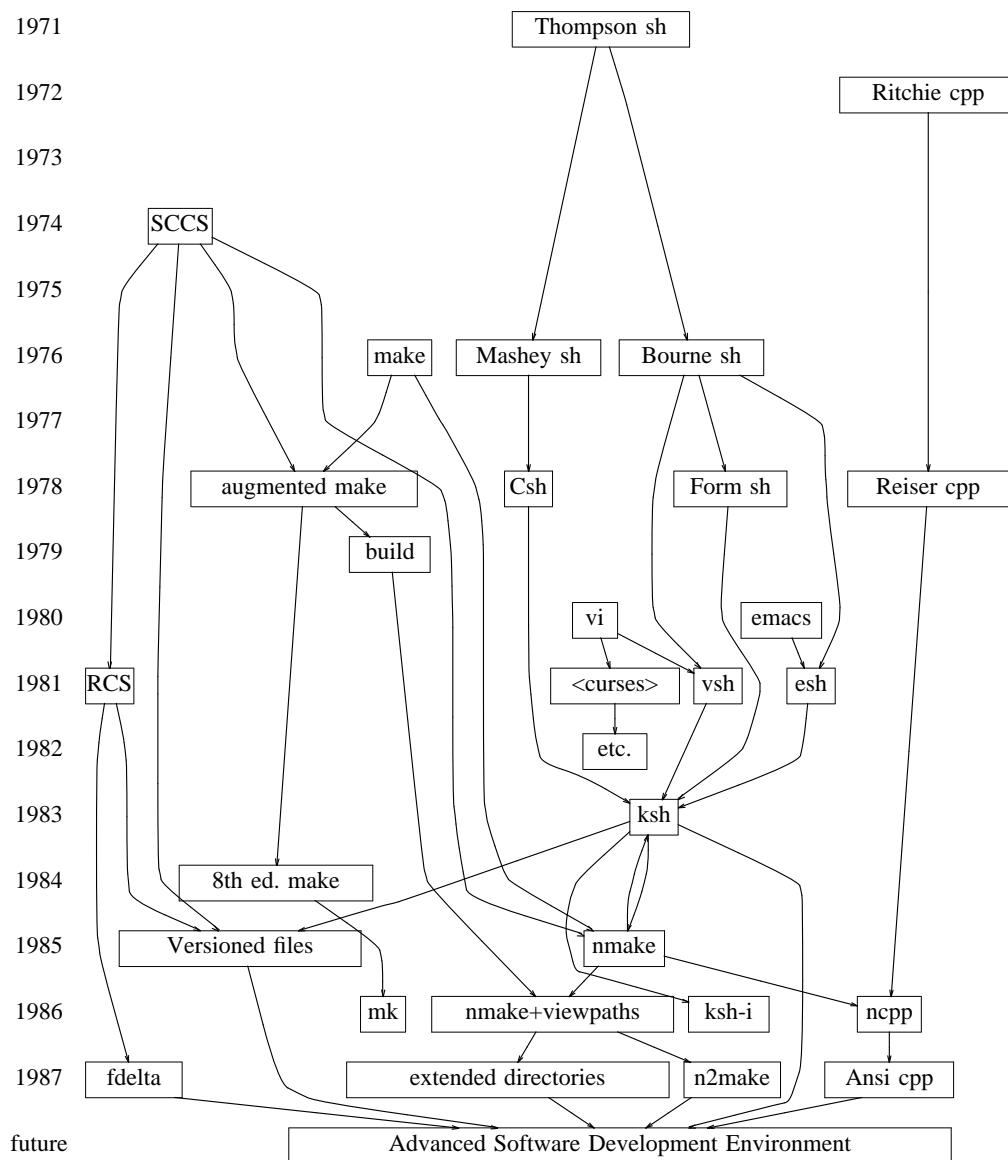 1971 Thompson sh
1972 Ritchie cpp
1973
1974 SCCS
1975
1976 make Mashey sh Bourne sh
1977
1978 augmented make Csh Form sh Reiser cpp
1979 build
1980 vi emacs
1981 RCS <curses> vsh esh
1982 etc.
1983 ksh
1984 8th ed. make
1985 Versioned files nmake
1986 mk nmake+viewpaths ksh-i ncpp
1987 fdelta extended directories n2make Ansi cpp
future Advanced Software Development Environment